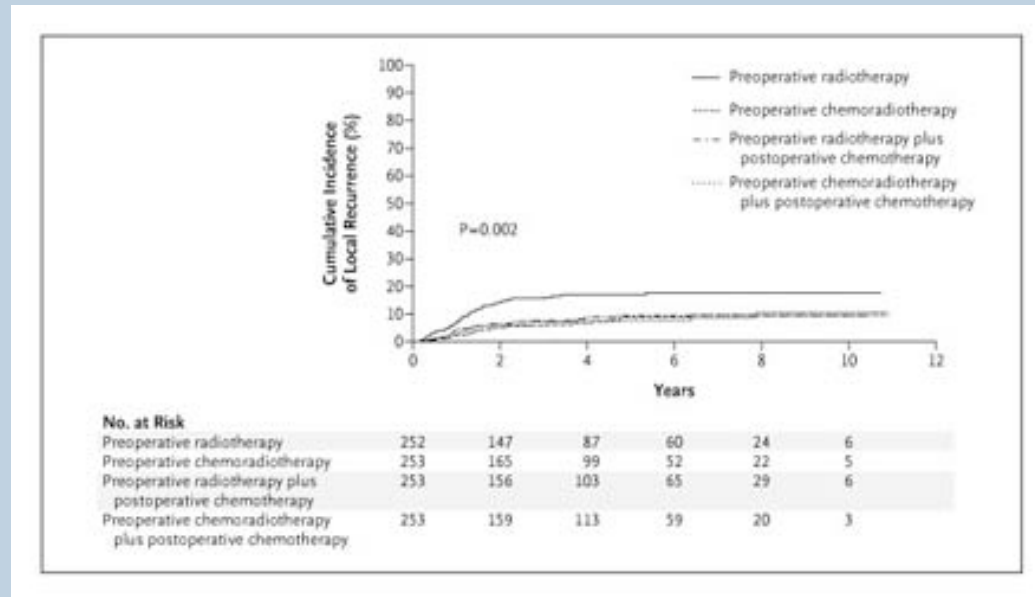 100
90
80
70
60
50
40
30
20
10
0
Cumulative Incidence
of Local Recurrence (%)
P=0.002
Preoperative radiotherapy
Preoperative chemoradiotherapy
Preoperative radiotherapy plus
postoperative chemotherapy
Preoperative chemoradiotherapy
plus postoperative chemotherapy
0 2 4 6 8 10 12
Years
No. at Risk
Preoperative radiotherapy 252 147 87 60 24 6
Preoperative chemoradiotherapy 253 165 99 52 22 5
Preoperative radiotherapy plus 253 156 103 65 29 6
postoperative chemotherapy
Preoperative chemoradiotherapy 253 159 113 59 20 3
plus postoperative chemotherapy